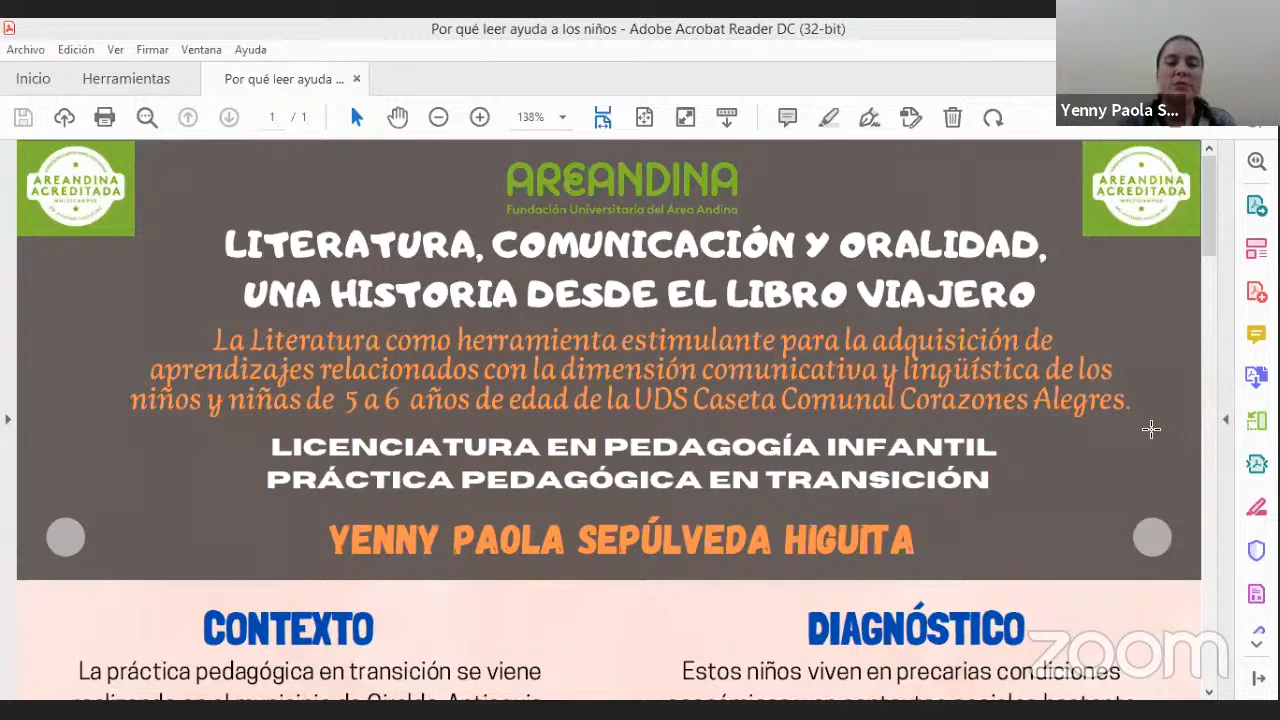 Por qué leer ayuda a los niños - Adobe Acrobat Reader DC (32-bit)
Archivo Edición Ver Firmar Ventana Ayuda
Inicio Herramientas Por qué leer ayuda ... ×
1 / 1 138%
Yenny Paola S...
AREANDINA ACREDITADA
MULTICAMPUS
AREANDINA
Fundación Universitaria del Área Andina
AREANDINA ACREDITADA
MULTICAMPUS
LITERATURA, COMUNICACIÓN Y ORALIDAD,
UNA HISTORIA DESDE EL LIBRO VIAJERO
La Literatura como herramienta estimulante para la adquisición de
aprendizajes relacionados con la dimensión comunicativa y lingüística de los
niños y niñas de 5 a 6 años de edad de la UDS Caseta Comunal Corazones Alegres.
LICENCIATURA EN PEDAGOGÍA INFANTIL
PRÁCTICA PEDAGÓGICA EN TRANSICIÓN
YENNY PAOLA SEPÚLVEDA HIGUITA
CONTEXTO
La práctica pedagógica en transición se viene
DIAGNÓSTICO
Estos niños viven en precarias condiciones
zoom